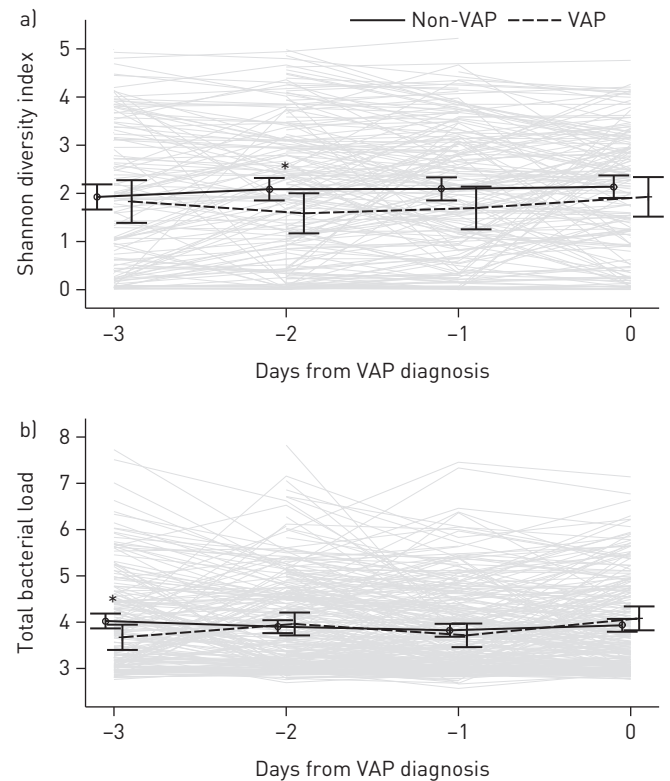 a)
Non-VAP VAP
Shannon diversity index
5
4
3
2
1
0
*
–3 –2 –1 0
Days from VAP diagnosis
b)
Total bacterial load
8
7
6
5
4
3
*
–3 –2 –1 0
Days from VAP diagnosis